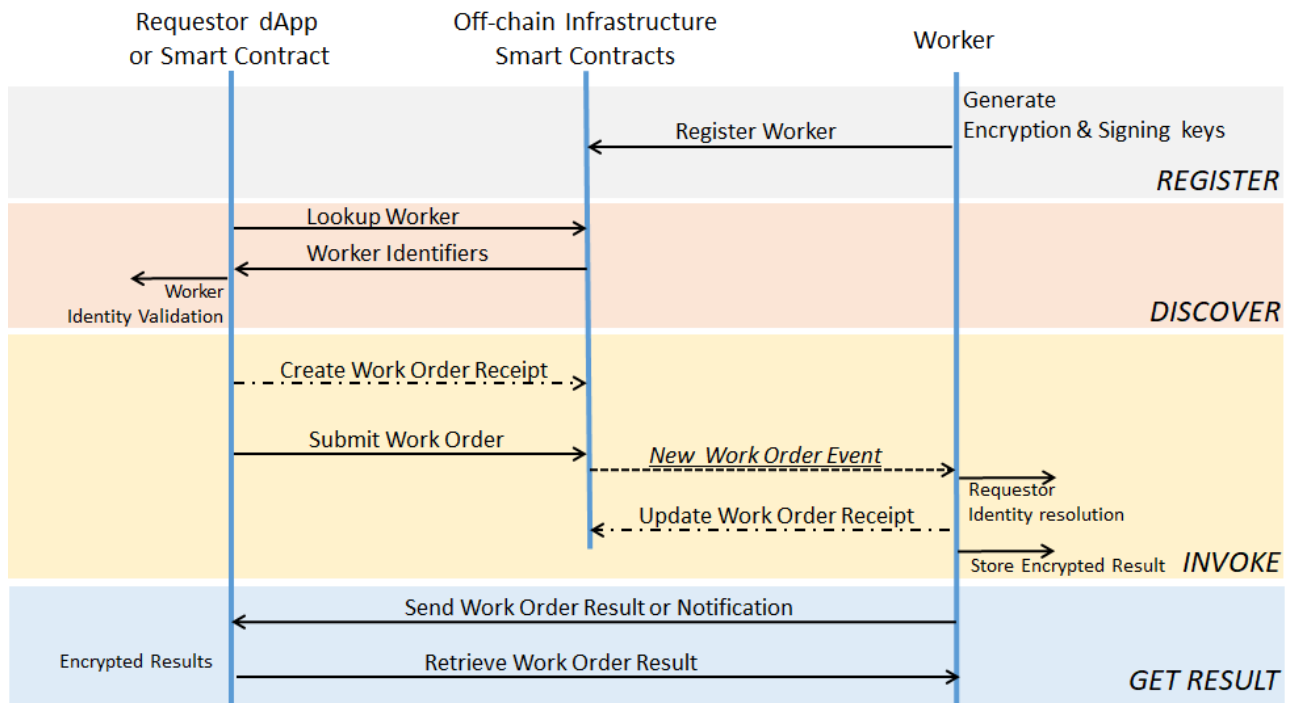 Requestor dApp
or Smart Contract
Off-chain Infrastructure
Smart Contracts
Worker
Generate
Encryption & Signing keys
Register Worker
REGISTER
Lookup Worker
Worker Identifiers
Worker
Identity Validation
DISCOVER
Create Work Order Receipt
Submit Work Order
New Work Order Event
Requestor
Identity resolution
Update Work Order Receipt
Store Encrypted Result
INVOKE
Send Work Order Result or Notification
Encrypted Results
Retrieve Work Order Result
GET RESULT